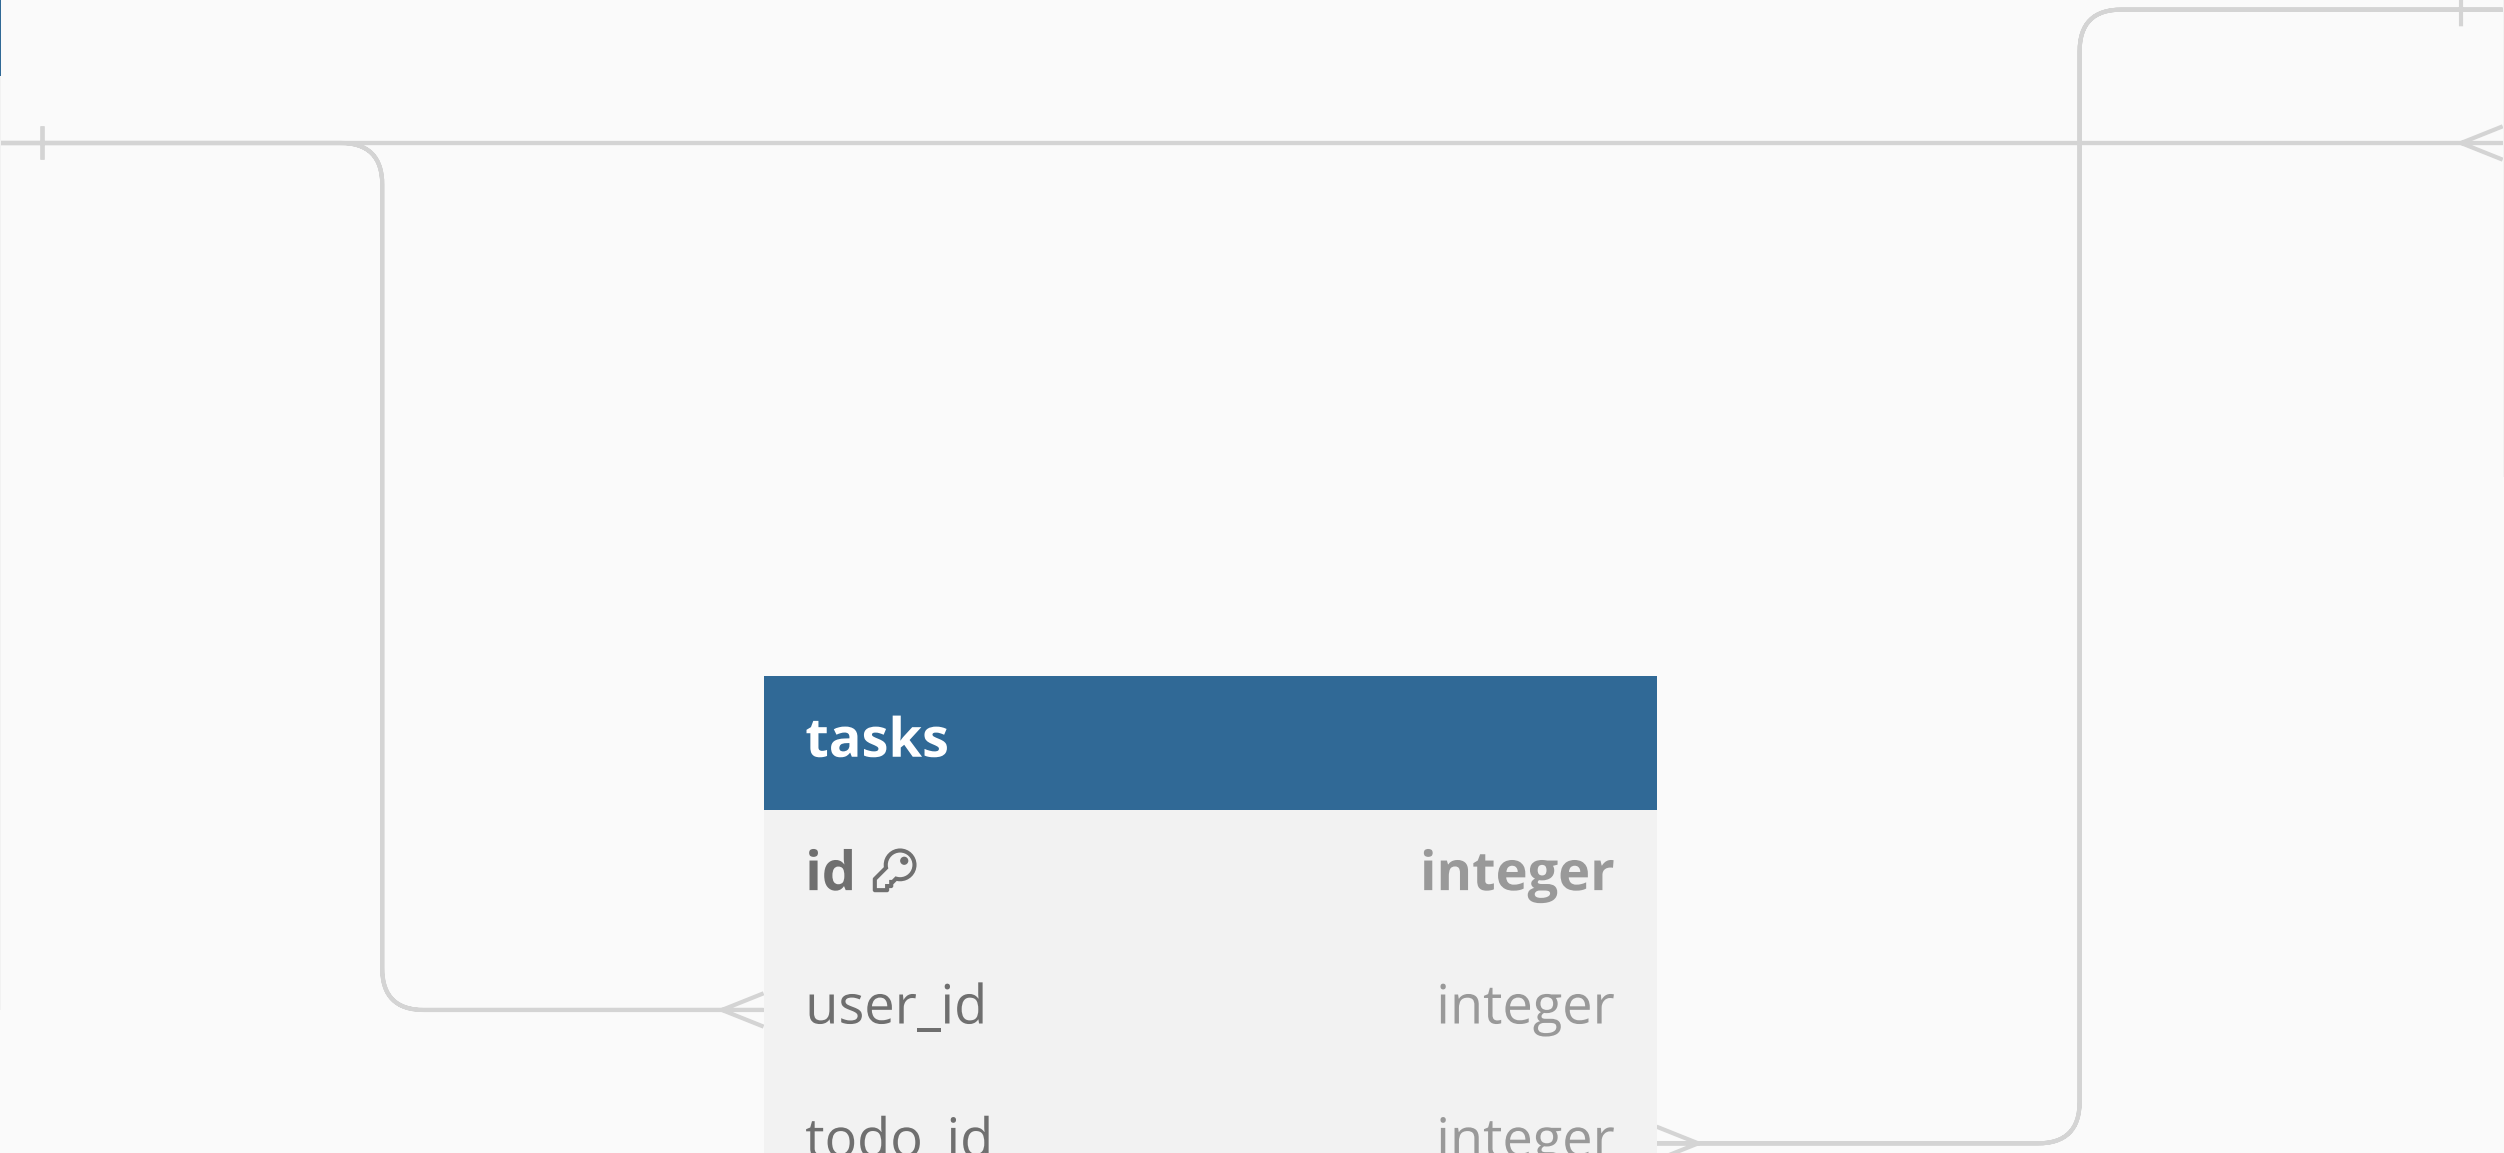 tasks
id integer
user_id integer
todo_id integer